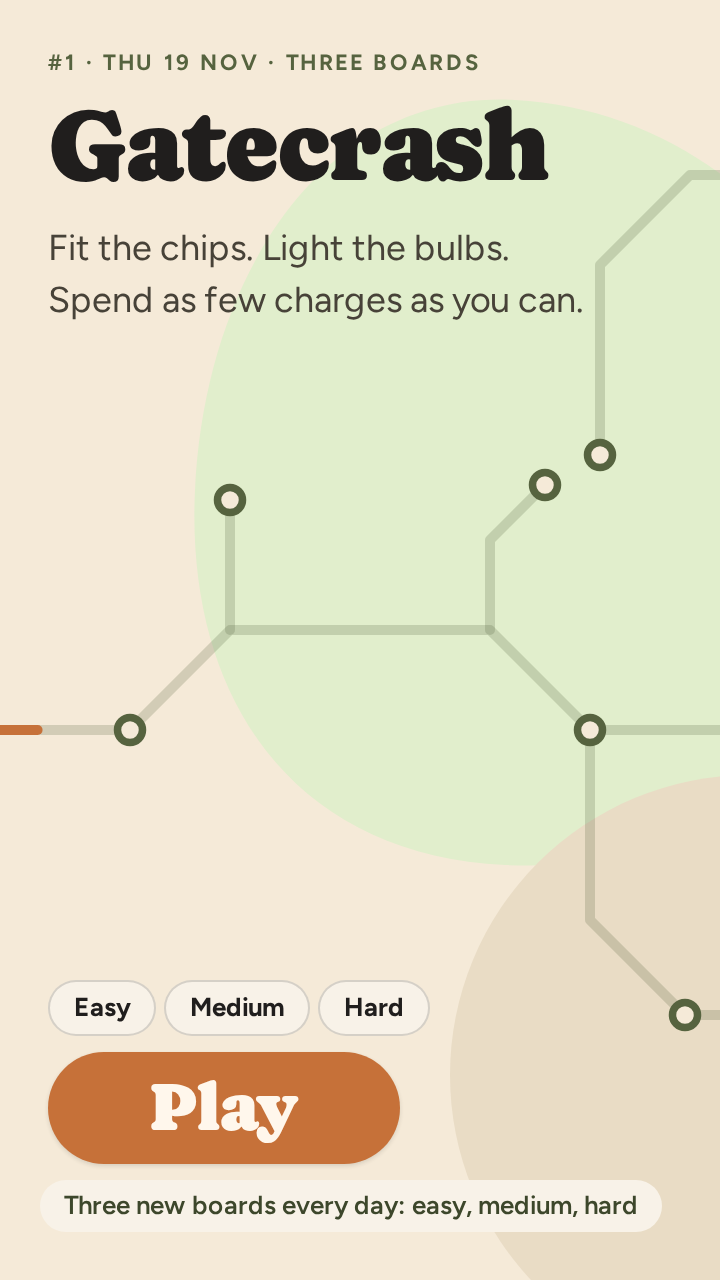 #1 · THU 19 NOV · THREE BOARDS
Gatecrash
Fit the chips. Light the bulbs.
Spend as few charges as you can.
Easy
Medium
Hard
Play
Three new boards every day: easy, medium, hard